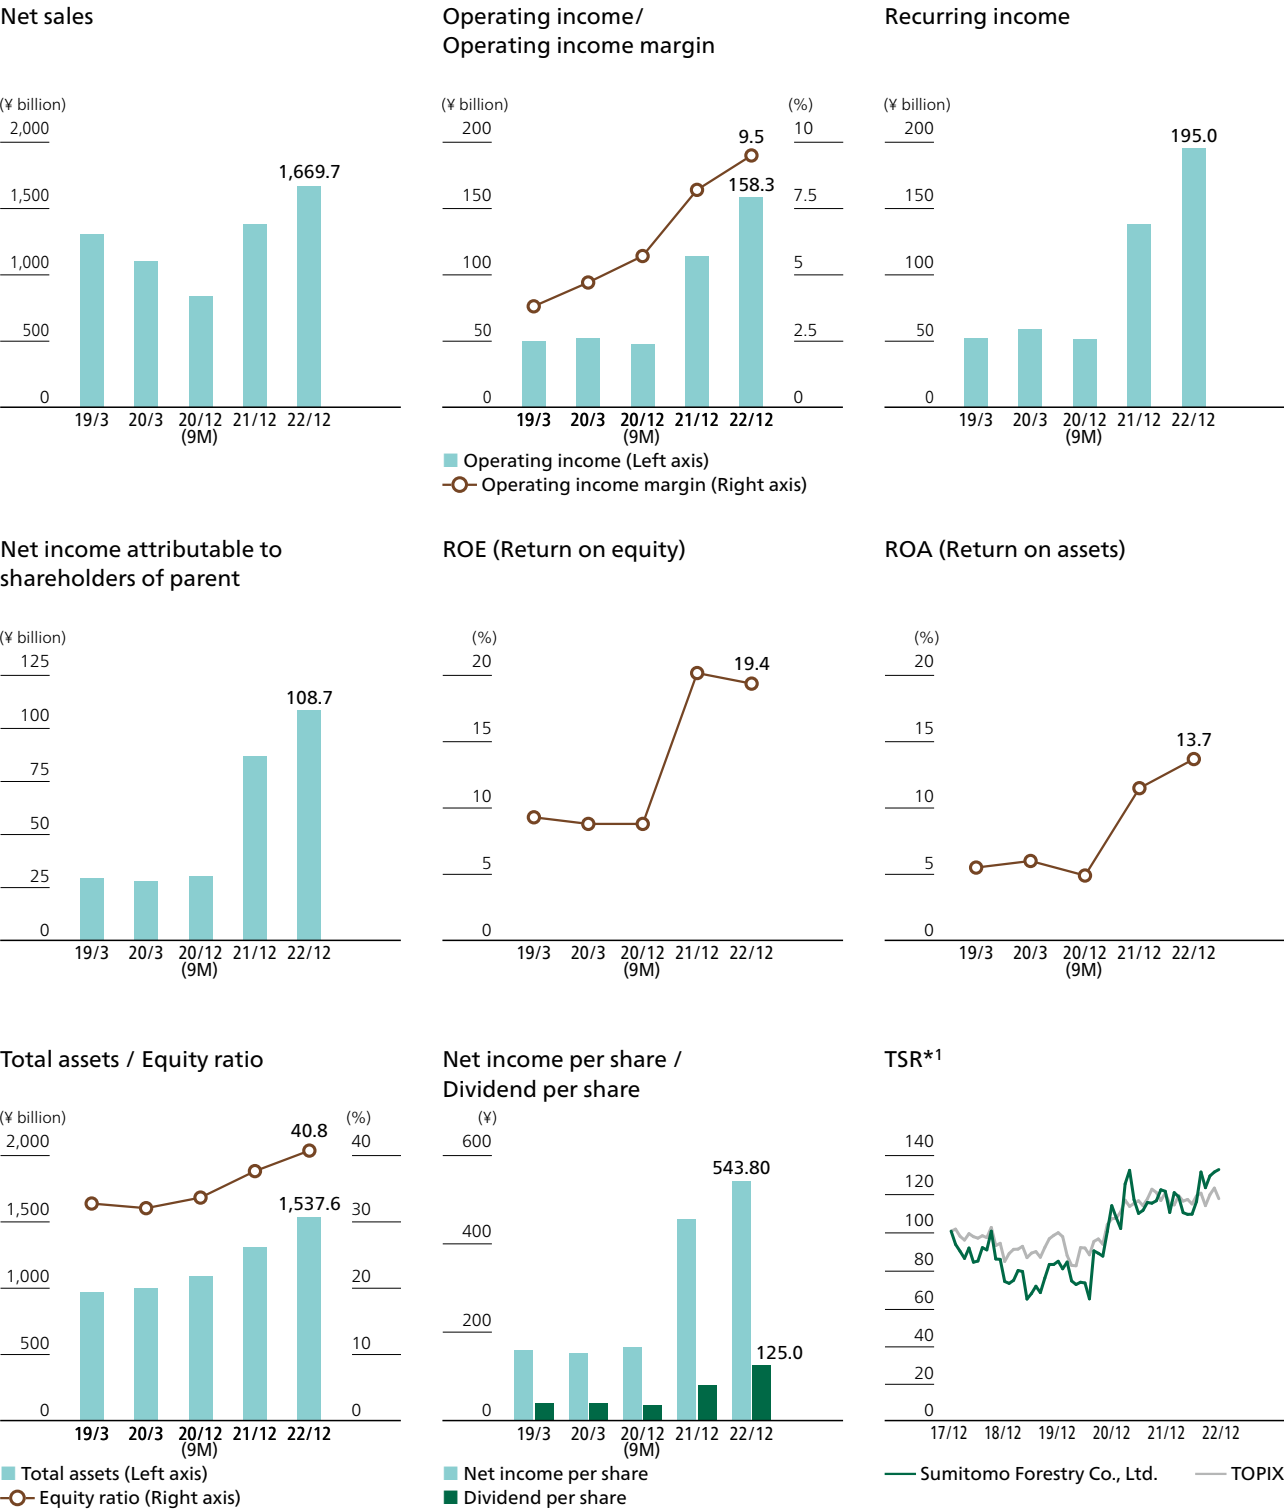 Net sales
(¥ billion)
2,000
1,500
1,000
500
0
1,669.7
19/3 20/3 20/12 21/12 22/12
(9M)
Operating income/
Operating income margin
(¥ billion) (%)
200 10
150 7.5
100 5
50 2.5
0 0
9.5
158.3
19/3 20/3 20/12 21/12 22/12
(9M)
Operating income (Left axis)
Operating income margin (Right axis)
Recurring income
(¥ billion)
200
150
100
50
0
195.0
19/3 20/3 20/12 21/12 22/12
(9M)
Net income attributable to
shareholders of parent
(¥ billion)
125
100
75
50
25
0
108.7
19/3 20/3 20/12 21/12 22/12
(9M)
ROE (Return on equity)
(%)
20
15
10
5
0
19.4
19/3 20/3 20/12 21/12 22/12
(9M)
ROA (Return on assets)
(%)
20
15
10
5
0
13.7
19/3 20/3 20/12 21/12 22/12
(9M)
Total assets / Equity ratio
(¥ billion) (%)
2,000 40
1,500 30
1,000 20
500 10
0 0
40.8
1,537.6
19/3 20/3 20/12 21/12 22/12
(9M)
Total assets (Left axis)
Equity ratio (Right axis)
Net income per share /
Dividend per share
(¥)
600
400
200
0
543.80
125.0
19/3 20/3 20/12 21/12 22/12
(9M)
Net income per share
Dividend per share
TSR*1
140
120
100
80
60
40
20
0
17/12 18/12 19/12 20/12 21/12 22/12
Sumitomo Forestry Co., Ltd. TOPIX